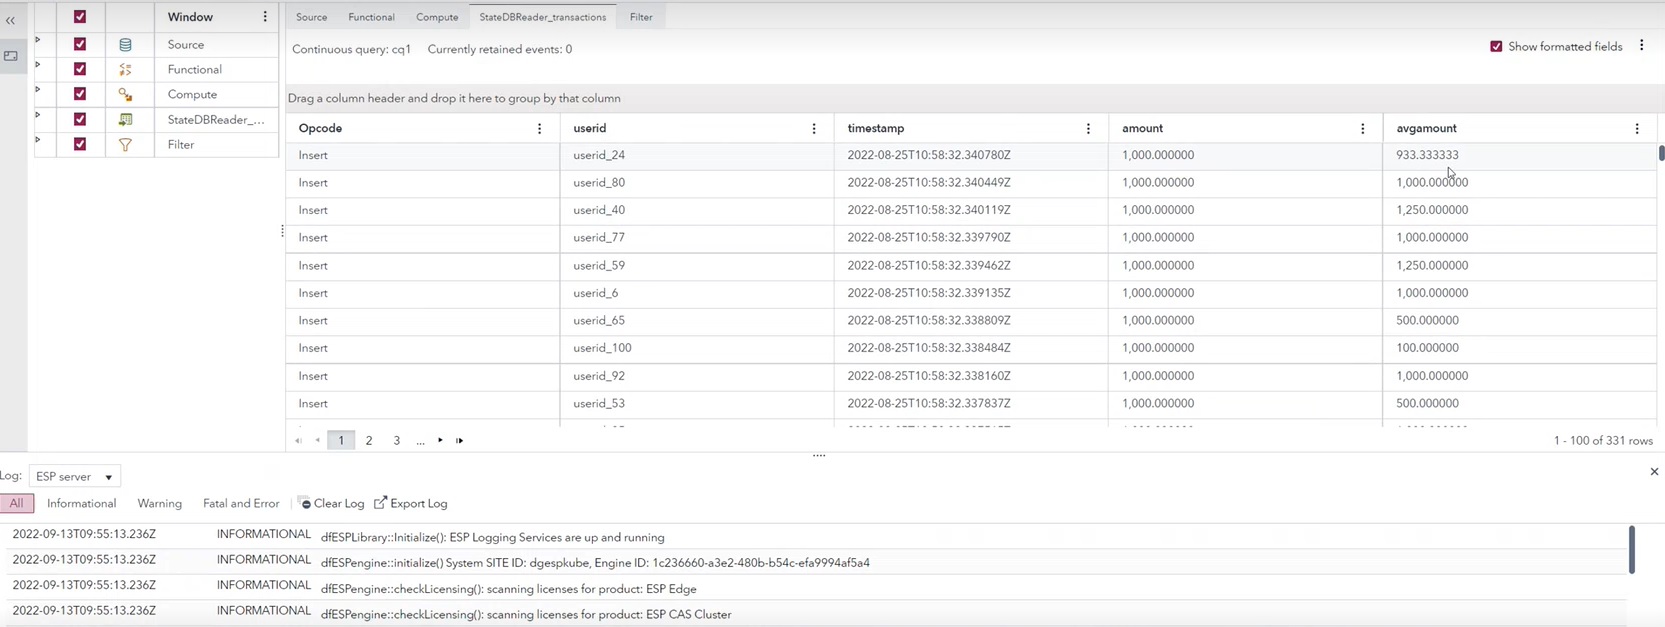 Window
Source
Functional
Compute
StateDBReader_...
Filter
Source Functional Compute StateDBReader_transactions Filter
Continuous query: cq1 Currently retained events: 0 Show formatted fields
Drag a column header and drop it here to group by that column
Opcode userid timestamp amount avgamount
Insert userid_24 2022-08-25T10:58:32.340780Z 1,000.000000 933.333333
Insert userid_80 2022-08-25T10:58:32.340449Z 1,000.000000 1,000.000000
Insert userid_40 2022-08-25T10:58:32.340119Z 1,000.000000 1,250.000000
Insert userid_77 2022-08-25T10:58:32.339790Z 1,000.000000 1,000.000000
Insert userid_59 2022-08-25T10:58:32.339462Z 1,000.000000 1,250.000000
Insert userid_6 2022-08-25T10:58:32.339135Z 1,000.000000 1,000.000000
Insert userid_65 2022-08-25T10:58:32.338809Z 1,000.000000 500.000000
Insert userid_100 2022-08-25T10:58:32.338484Z 1,000.000000 100.000000
Insert userid_92 2022-08-25T10:58:32.338160Z 1,000.000000 1,000.000000
Insert userid_53 2022-08-25T10:58:32.337837Z 1,000.000000 500.000000
1 2 3 ... 1 - 100 of 331 rows
Log: ESP server
All Informational Warning Fatal and Error Clear Log Export Log
2022-09-13T09:55:13.236Z INFORMATIONAL dfESPLibrary::Initialize(): ESP Logging Services are up and running
2022-09-13T09:55:13.236Z INFORMATIONAL dfESPengine::initialize() System SITE ID: dgespkube, Engine ID: 1c236660-a3e2-480b-b54c-efa9994af5a4
2022-09-13T09:55:13.236Z INFORMATIONAL dfESPengine::checkLicensing(): scanning licenses for product: ESP Edge
2022-09-13T09:55:13.236Z INFORMATIONAL dfESPengine::checkLicensing(): scanning licenses for product: ESP CAS Cluster